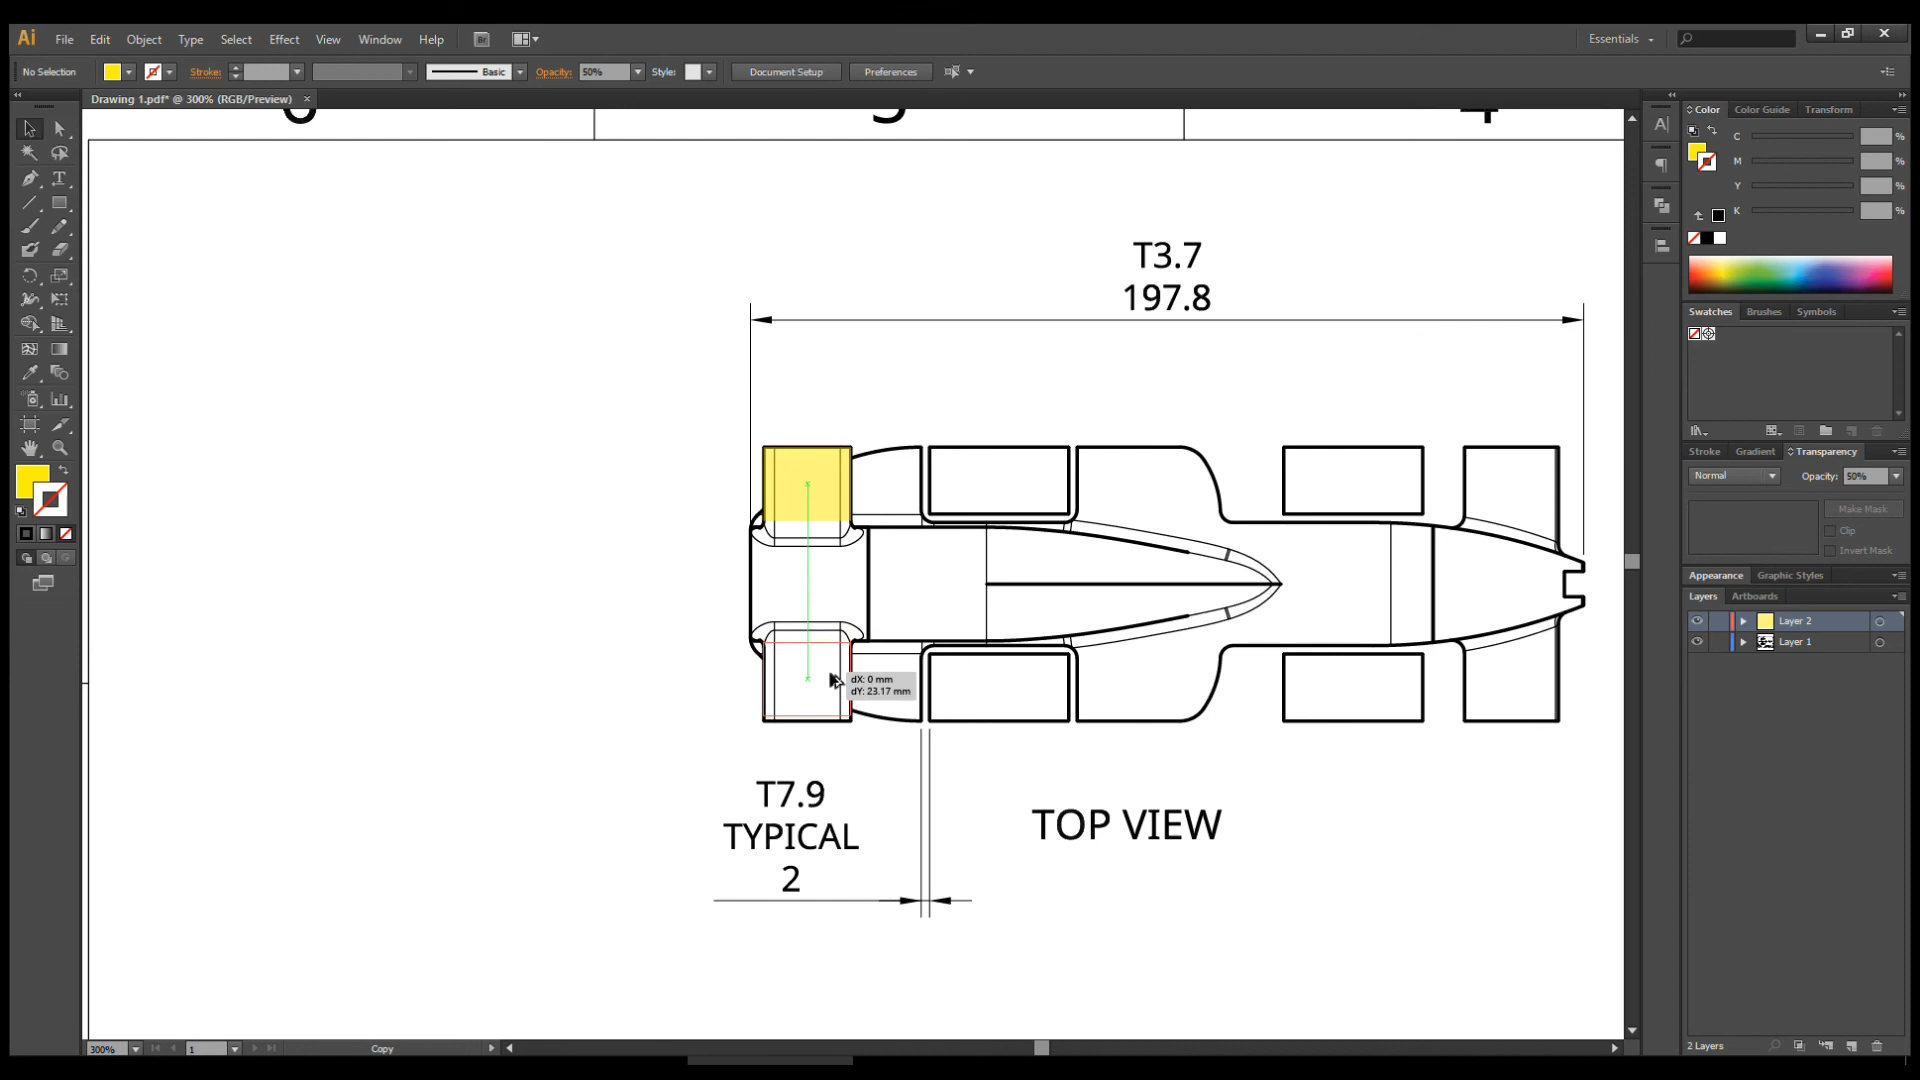 Ai File Edit Object Type Select Effect View Window Help Br Essentials
No Selection Stroke: Basic Opacity: 50% Style: Document Setup Preferences
Drawing 1.pdf* @ 300% (RGB/Preview)
Color Color Guide Transform
C %
M %
Y %
K %
T3.7
197.8
Swatches Brushes Symbols
Stroke Gradient Transparency
Normal Opacity: 50%
Make Mask
Clip
Invert Mask
Appearance Graphic Styles
Layers Artboards
Layer 2
Layer 1
dX: 0 mm
dY: 23.17 mm
T7.9
TYPICAL
2
TOP VIEW
300% 1 Copy
2 Layers